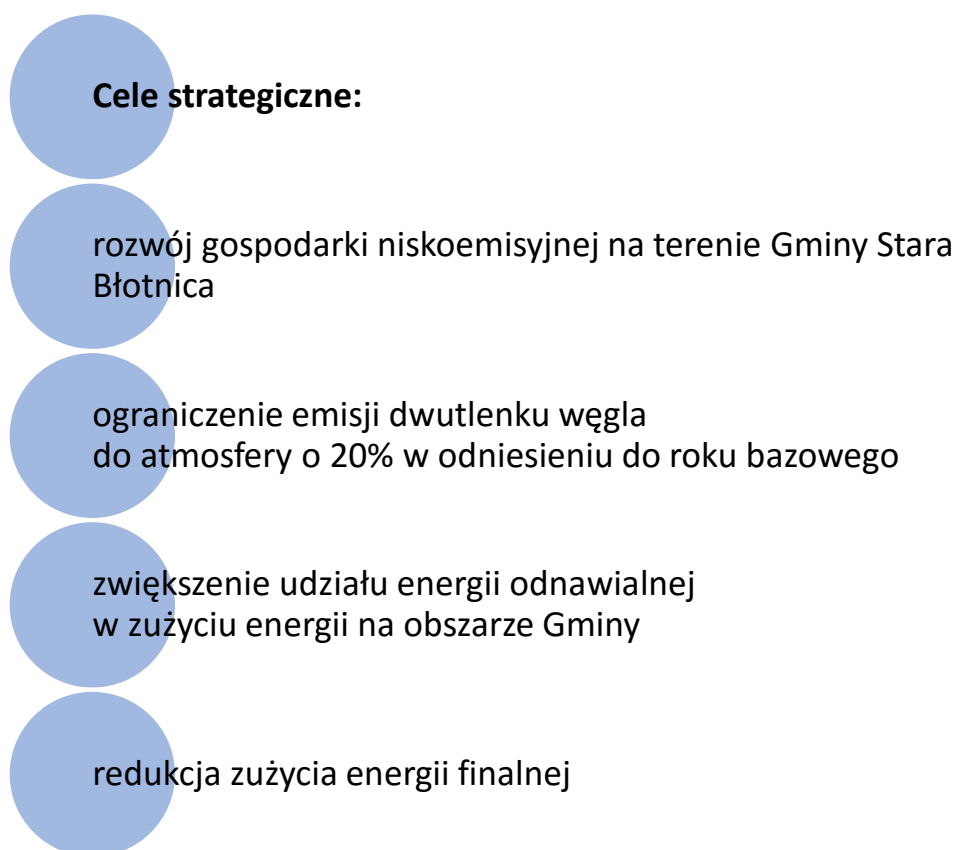 Cele strategiczne:
rozwój gospodarki niskoemisyjnej na terenie Gminy Stara
Błotnica
ograniczenie emisji dwutlenku węgla
do atmosfery o 20% w odniesieniu do roku bazowego
zwiększenie udziału energii odnawialnej
w zużyciu energii na obszarze Gminy
redukcja zużycia energii finalnej